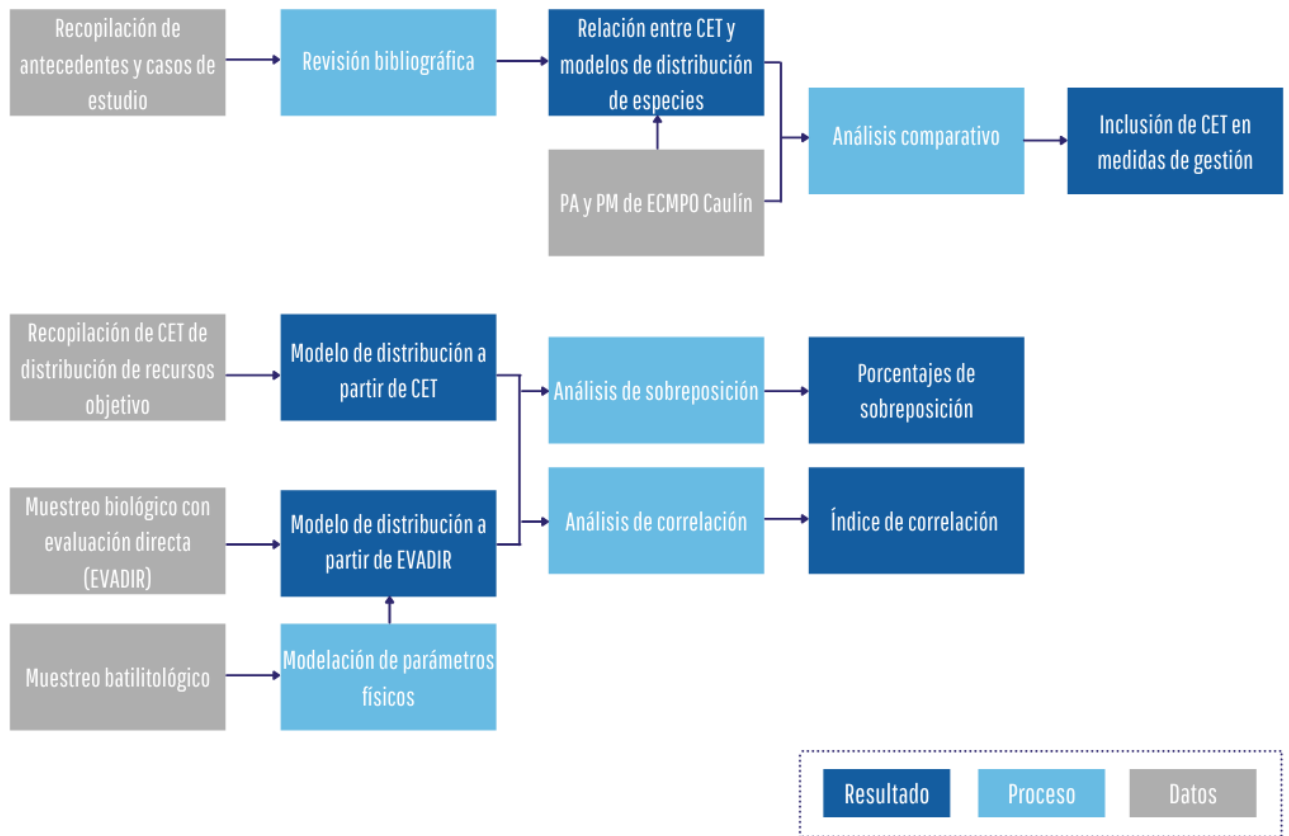 Recopilación de
antecedentes y casos de
estudio
Revisión bibliográfica
Relación entre CET y
modelos de distribución
de especies
Análisis comparativo
Inclusión de CET en
medidas de gestión
PA y PM de ECMPO Caulín
Recopilación de CET de
distribución de recursos
objetivo
Modelo de distribución a
partir de CET
Análisis de sobreposición
Porcentajes de
sobreposición
Muestreo biológico con
evaluación directa
(EVADIR)
Modelo de distribución a
partir de EVADIR
Análisis de correlación
Índice de correlación
Muestreo batilitológico
Modelación de parámetros
físicos
Resultado
Proceso
Datos